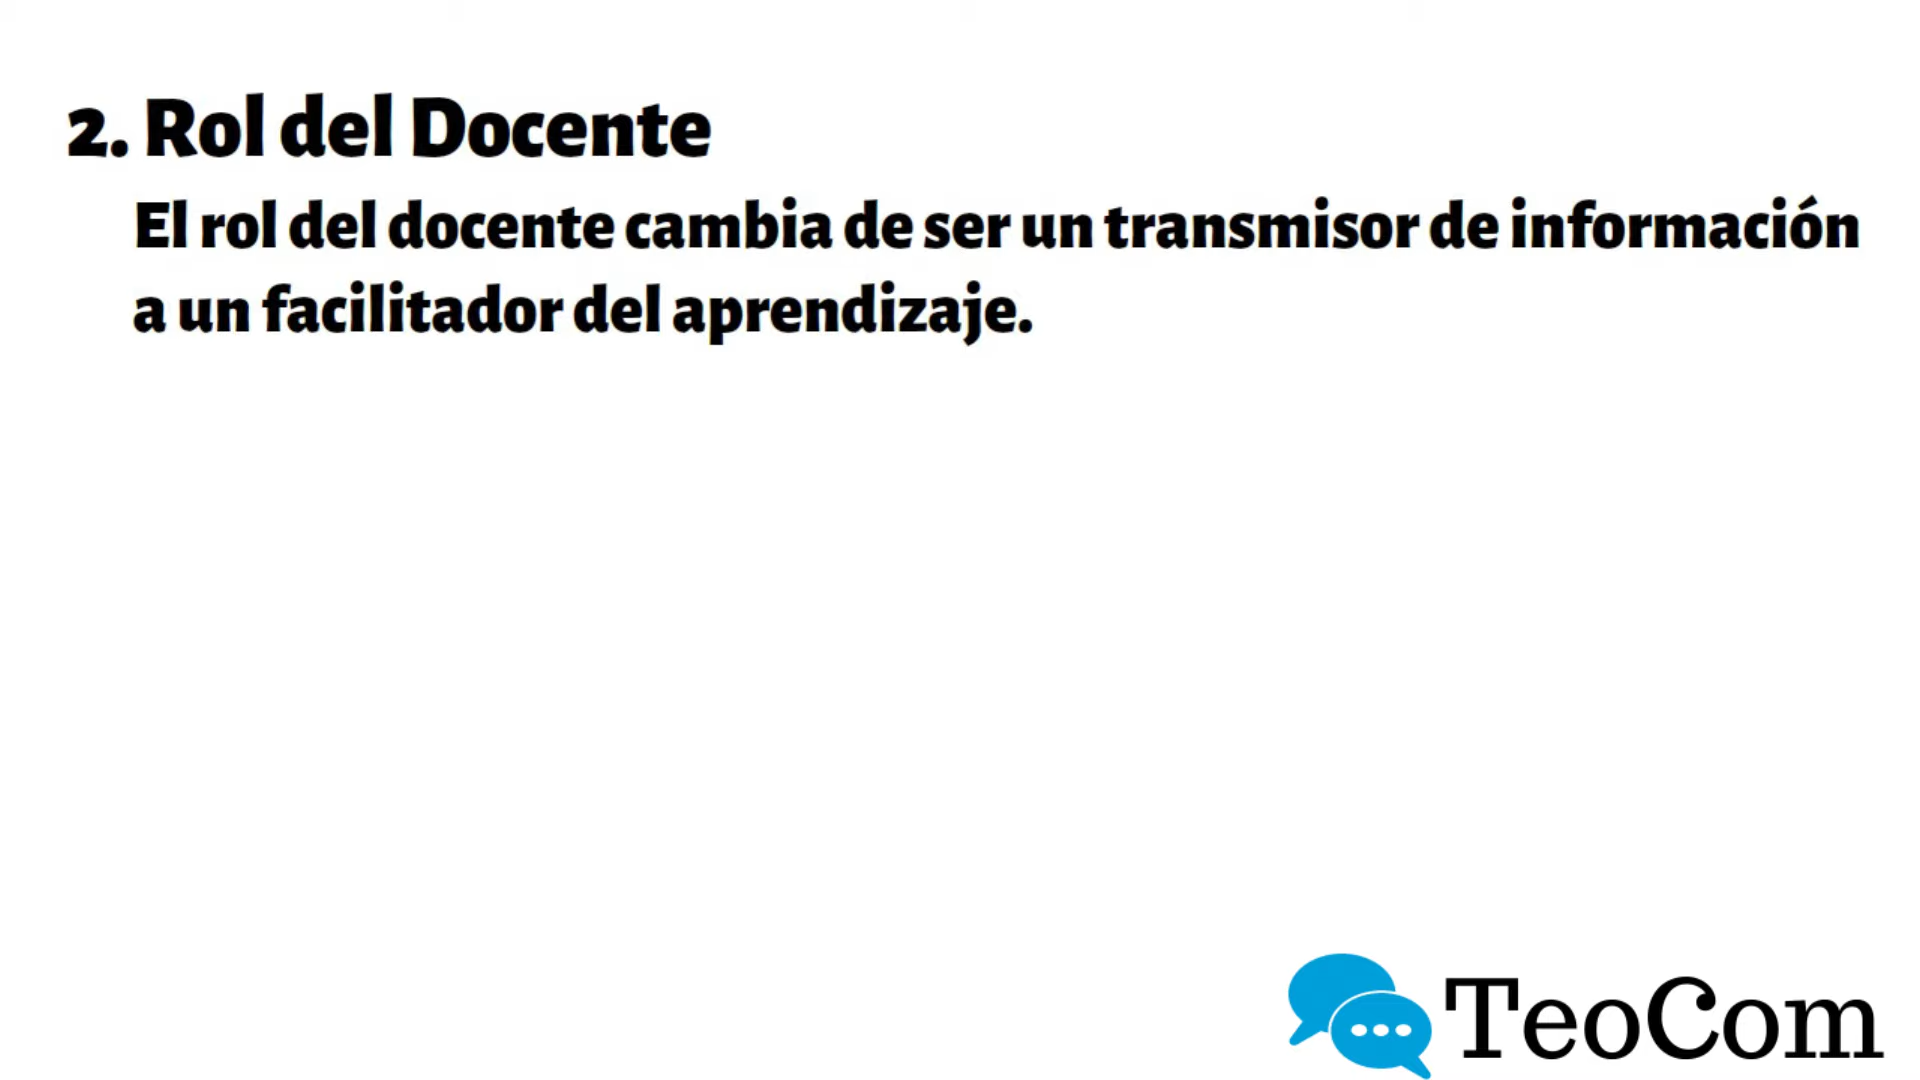 2. Rol del Docente
El rol del docente cambia de ser un transmisor de información
a un facilitador del aprendizaje.
TeoCom